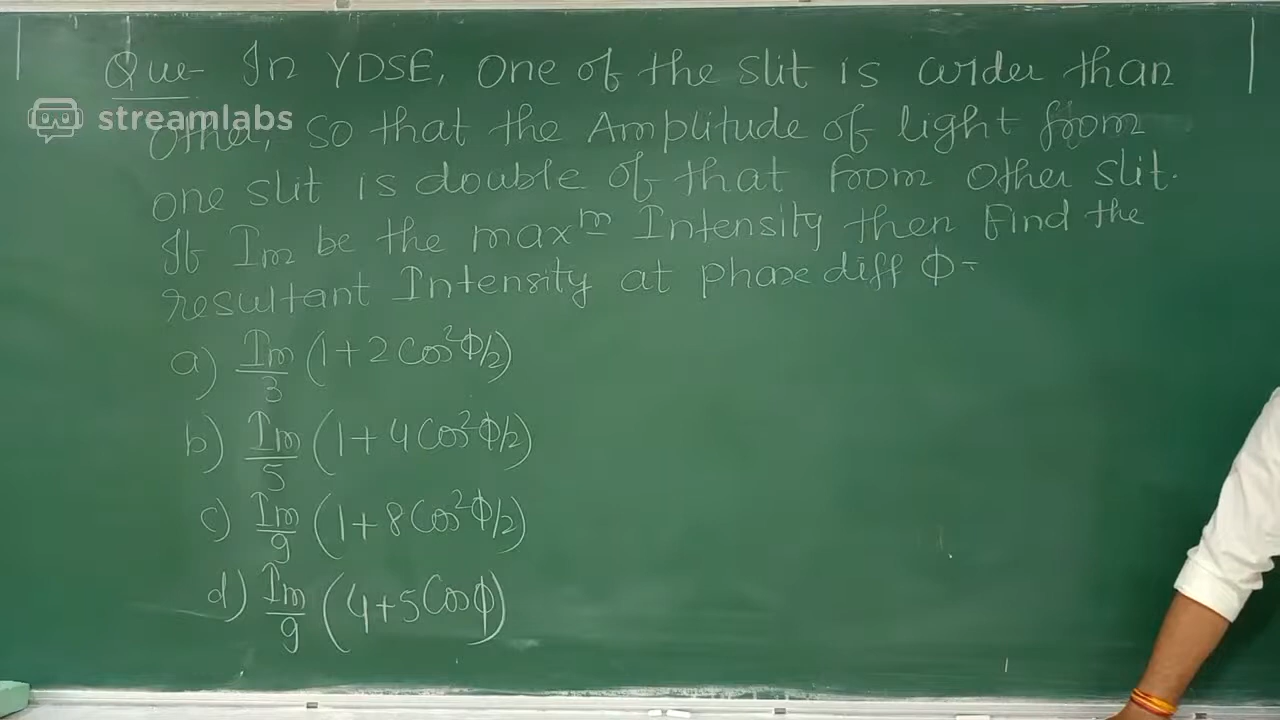 Que- In YDSE, One of the slit is wider than
streamlabs
other, so that the Amplitude of light from
one slit is double of that from other slit.
If Im be the maxᵐ Intensity then Find the
resultant Intensity at phase diff ϕ-
a) Im/3 (1+2Cos²ϕ/2)
b) Im/5 (1+4Cos²ϕ/2)
c) Im/9 (1+8Cos²ϕ/2)
d) Im/9 (4+5Cosϕ)